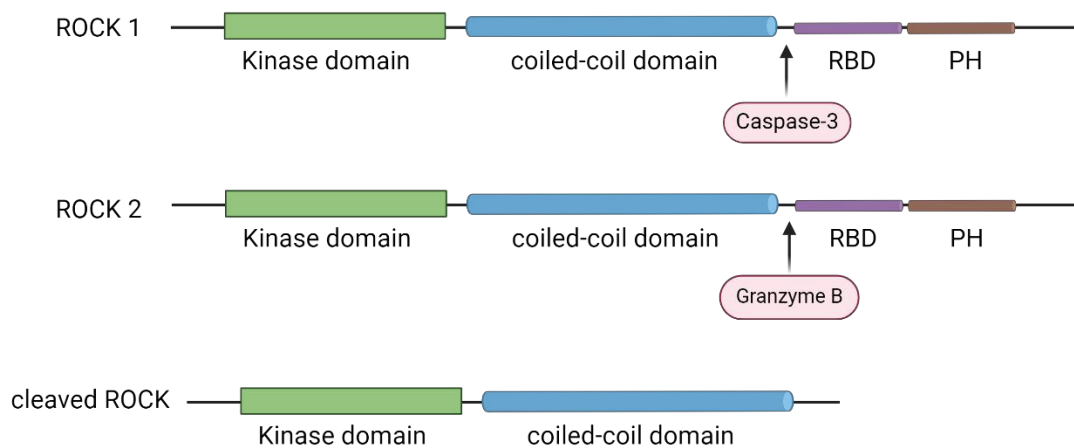 ROCK 1
Kinase domain
coiled-coil domain
RBD
PH
Caspase-3
ROCK 2
Kinase domain
coiled-coil domain
RBD
PH
Granzyme B
cleaved ROCK
Kinase domain
coiled-coil domain